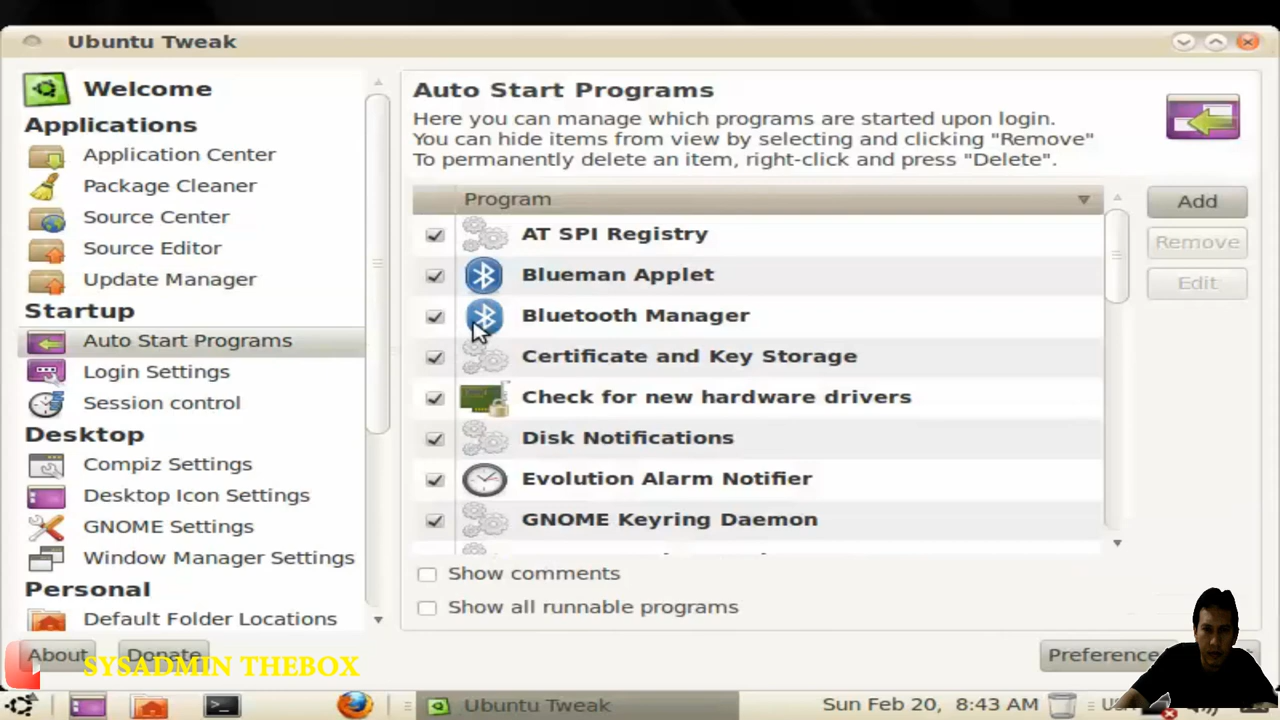 Ubuntu Tweak
Welcome
Applications
Application Center
Package Cleaner
Source Center
Source Editor
Update Manager
Startup
Auto Start Programs
Login Settings
Session control
Desktop
Compiz Settings
Desktop Icon Settings
GNOME Settings
Window Manager Settings
Personal
Default Folder Locations
About
Donate
SYSADMIN THEBOX
Auto Start Programs
Here you can manage which programs are started upon login.
You can hide items from view by selecting and clicking "Remove"
To permanently delete an item, right-click and press "Delete".
Program
AT SPI Registry
Blueman Applet
Bluetooth Manager
Certificate and Key Storage
Check for new hardware drivers
Disk Notifications
Evolution Alarm Notifier
GNOME Keyring Daemon
Add
Remove
Edit
Show comments
Show all runnable programs
Preference
Ubuntu Tweak
Sun Feb 20, 8:43 AM